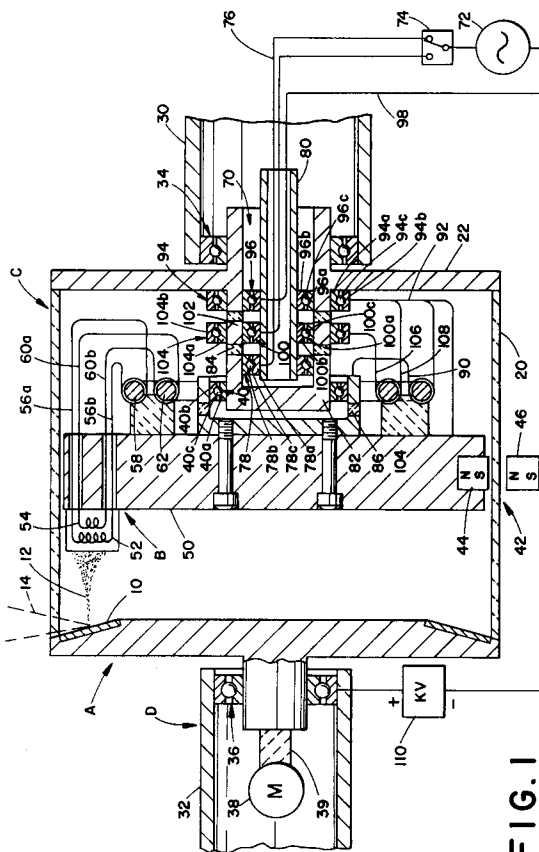 76
74
72
30
98
34
70
80
96
96b
96c
96a
94a
94c
94b
92
22
C
94
102
104b
104
104a
84
100
100c
100a
100b
106
108
90
60a
60b
56a
56b
40
20
46
58
62
40b
40c
40a
78
78b
78c
78a
82
86
104
N
S
N
S
44
42
54
52
12
14
10
B
50
A
D
36
32
38
M
39
+
KV
-
110
FIG. 1